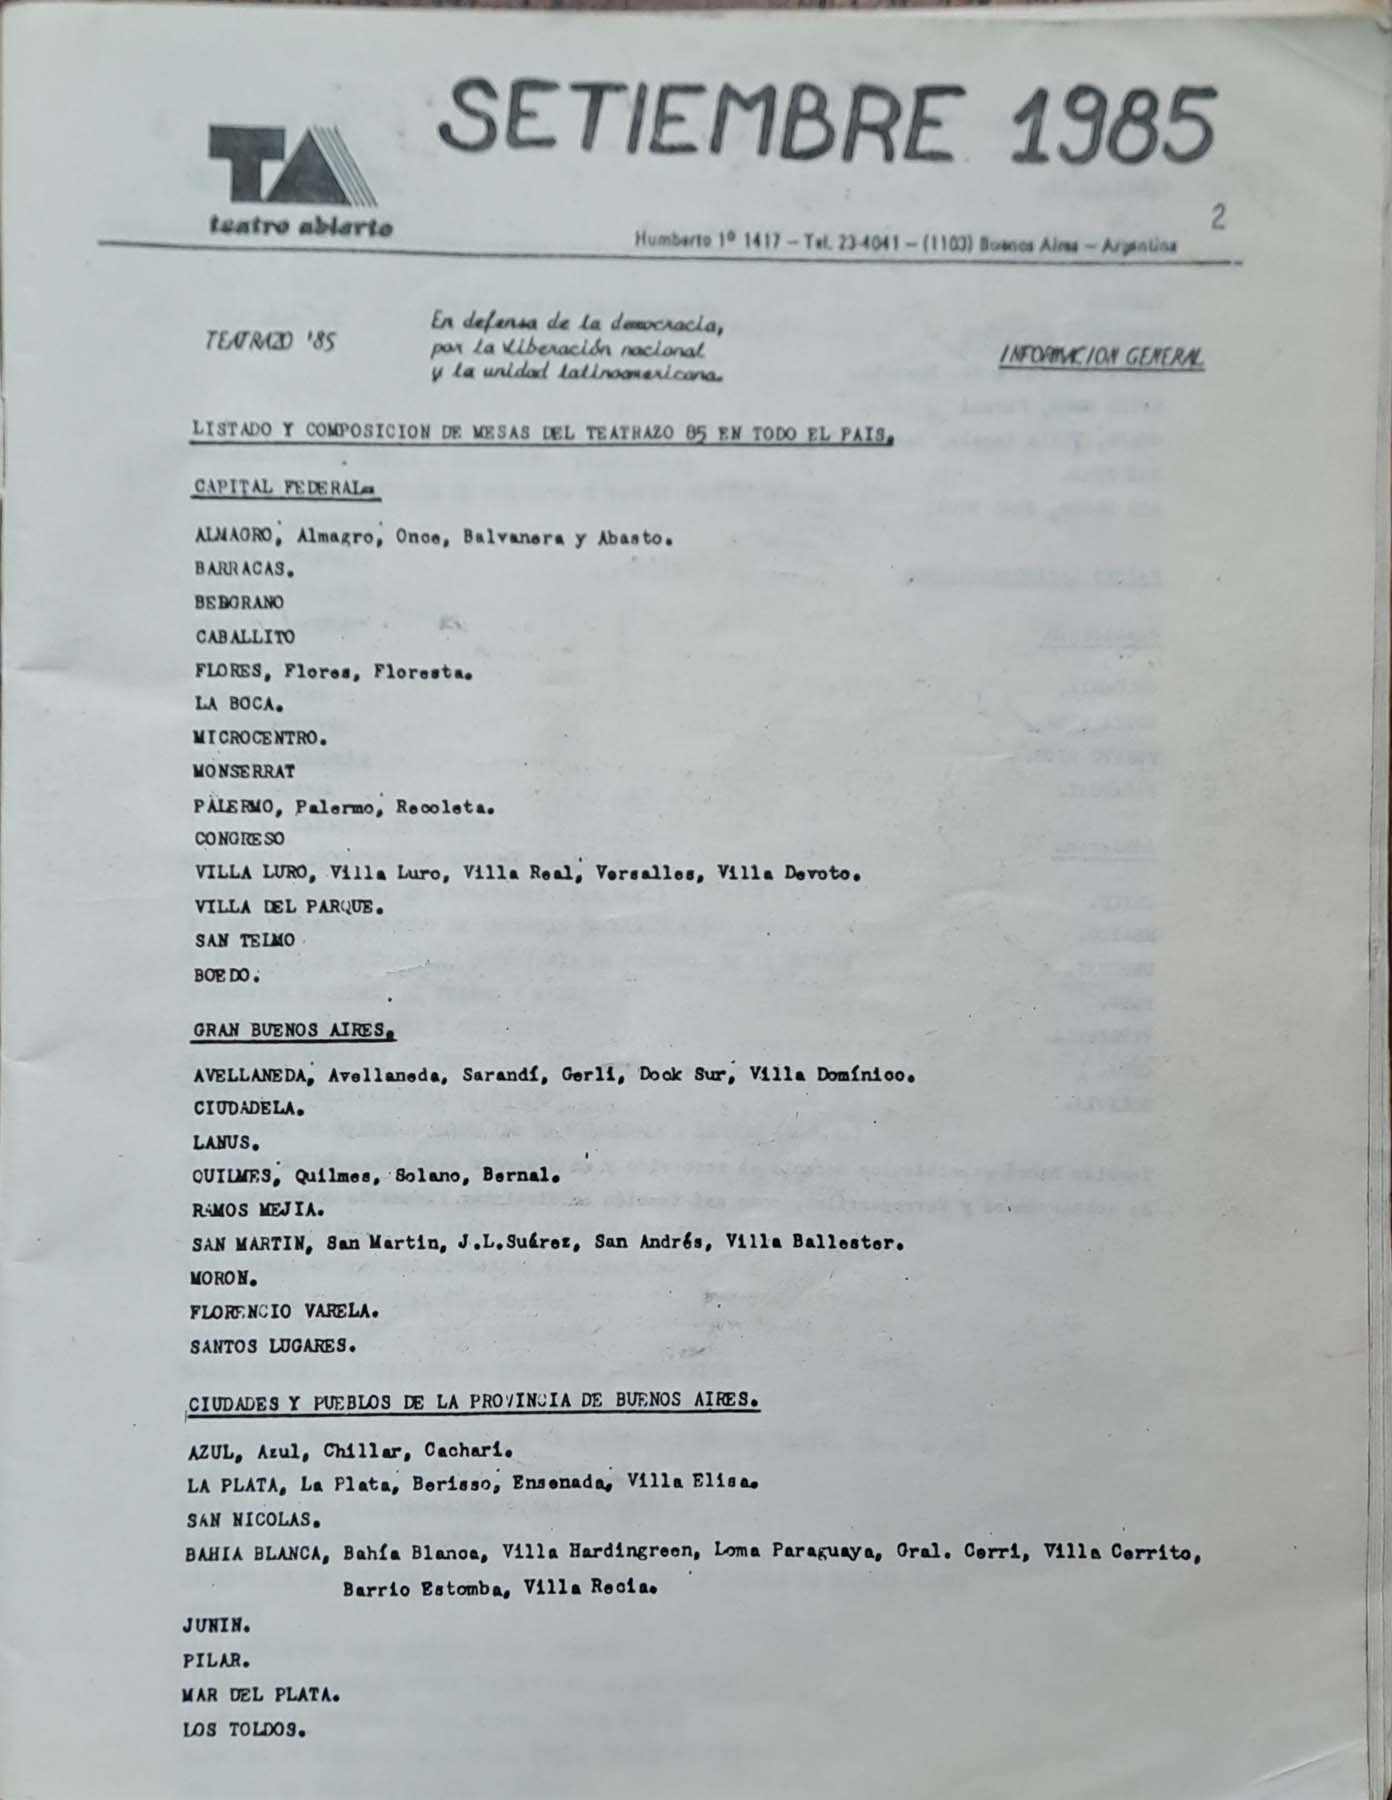 SETIEMBRE 1985
TA
teatro abierto
2
Humberto 1º 1417 – Tel. 23-4041 – (1103) Buenos Aires – Argentina
TEATRAZO '85
En defensa de la democracia,
por la liberación nacional
y la unidad latinoamericana.
INFORMACION GENERAL
LISTADO Y COMPOSICION DE MESAS DEL TEATRAZO 85 EN TODO EL PAIS.
CAPITAL FEDERAL.
ALMAGRO, Almagro, Once, Balvanera y Abasto.
BARRACAS.
BEBGRANO
CABALLITO
FLORES, Flores, Floresta.
LA BOCA.
MICROCENTRO.
MONSERRAT
PALERMO, Palermo, Recoleta.
CONGRESO
VILLA LURO, Villa Luro, Villa Real, Versalles, Villa Devoto.
VILLA DEL PARQUE.
SAN TELMO
BOEDO.
GRAN BUENOS AIRES.
AVELLANEDA, Avellaneda, Sarandí, Gerli, Dock Sur, Villa Domínico.
CIUDADELA.
LANUS.
QUILMES, Quilmes, Solano, Bernal.
RAMOS MEJIA.
SAN MARTIN, San Martin, J.L.Suárez, San Andrés, Villa Ballester.
MORON.
FLORENCIO VARELA.
SANTOS LUGARES.
CIUDADES Y PUEBLOS DE LA PROVINCIA DE BUENOS AIRES.
AZUL, Azul, Chillar, Cacharí.
LA PLATA, La Plata, Berisso, Ensenada, Villa Elisa.
SAN NICOLAS.
BAHIA BLANCA, Bahía Blanca, Villa Hardingreen, Loma Paraguaya, Gral. Cerri, Villa Cerrito,
Barrio Estomba, Villa Recia.
JUNIN.
PILAR.
MAR DEL PLATA.
LOS TOLDOS.